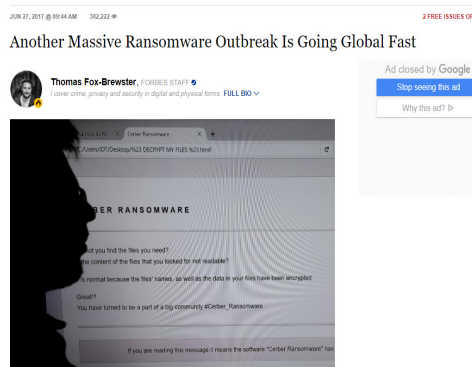 JUN 27, 2017 @ 09:44 AM 302,222
2 FREE ISSUES OF
Another Massive Ransomware Outbreak Is Going Global Fast
Thomas Fox-Brewster, FORBES STAFF
I cover crime, privacy and security in digital and physical forms. FULL BIO
Ad closed by Google
Stop seeing this ad
Why this ad?
Cerber Ransomware X +
C:/Users/IDT/Desktop/%23 DECRYPT MY FILES %23.html
BER RANSOMWARE
not you find the files you need?
the content of the files that you looked for not readable?
is normal because the files' names, as well as the data in your files have been encrypted.
Great!!!
You have turned to be a part of a big community #Cerber_Ransomware.
If you are reading this message it means the software "Cerber Ransomware" has